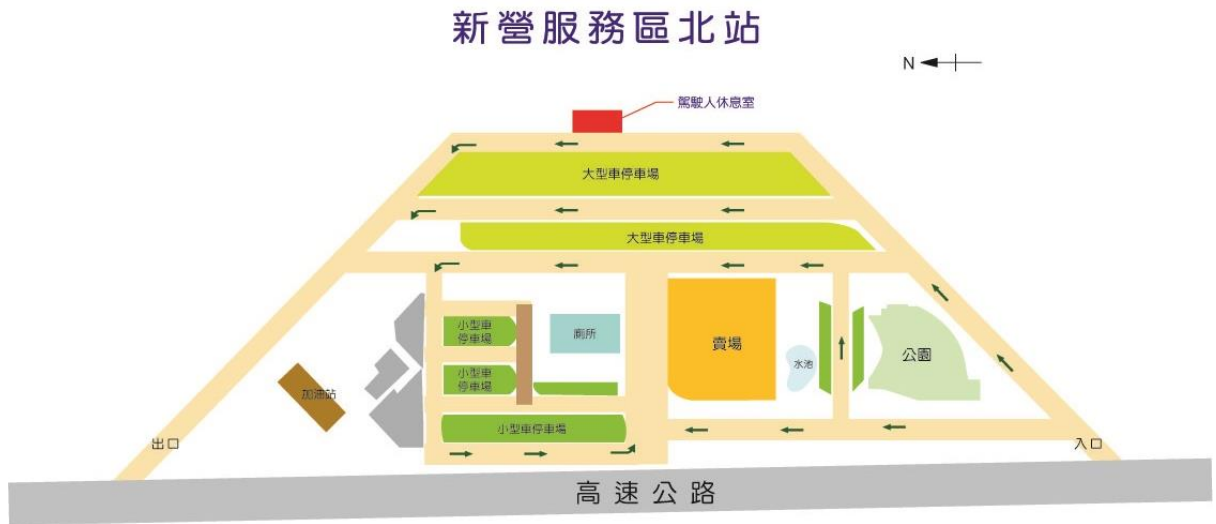 新營服務區北站
N
駕駛人休息室
大型車停車場
大型車停車場
小型車
停車場
廁所
賣場
水池
公園
小型車
停車場
加油站
小型車停車場
出口
入口
高速公路